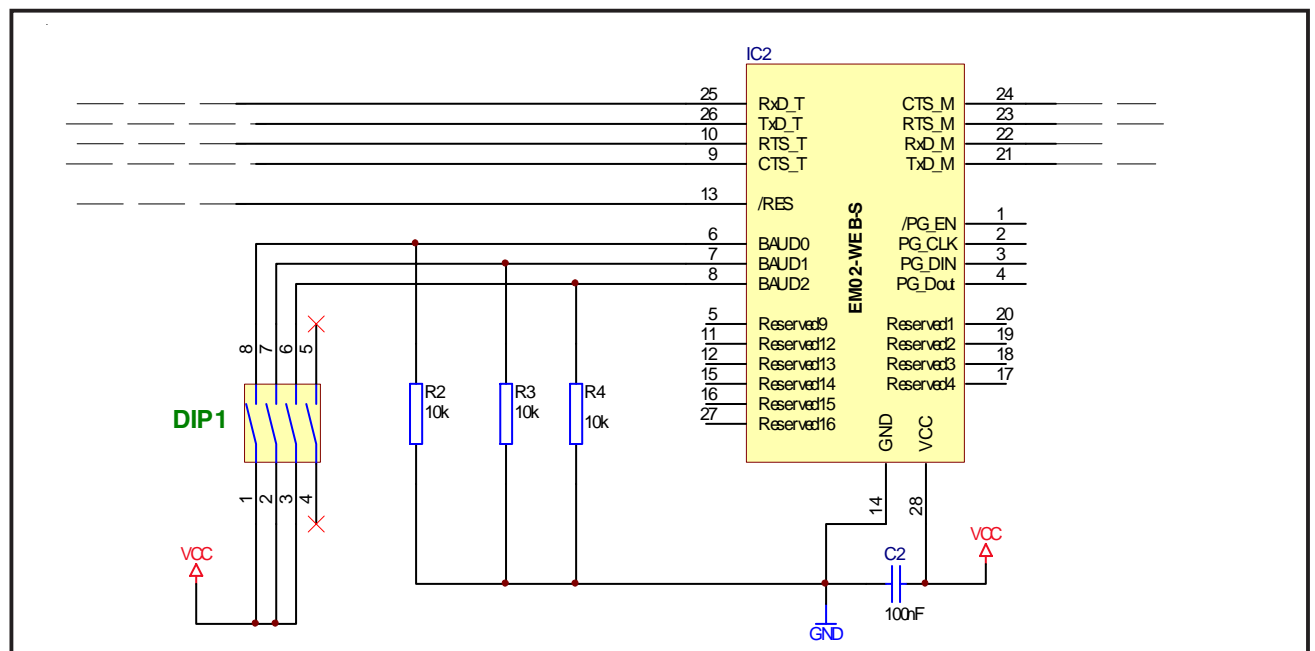 IC2
25 RxD_T CTS_M 24
26 TxD_T RTS_M 23
10 RTS_T RxD_M 22
9 CTS_T TxD_M 21
13 /RES
/PG_EN 1
6 BAUD0 PG_CLK 2
7 BAUD1 PG_DIN 3
8 BAUD2 PG_Dout 4
EM02-WEB-S
5 Reserved9 Reserved1 20
11 Reserved12 Reserved2 19
12 Reserved13 Reserved3 18
15 Reserved14 Reserved4 17
16 Reserved15
27 Reserved16
GND VCC
14 28
8 7 6 5
DIP1
1 2 3 4
R2
10k
R3
10k
R4
10k
VCC
C2
100nF
VCC
GND